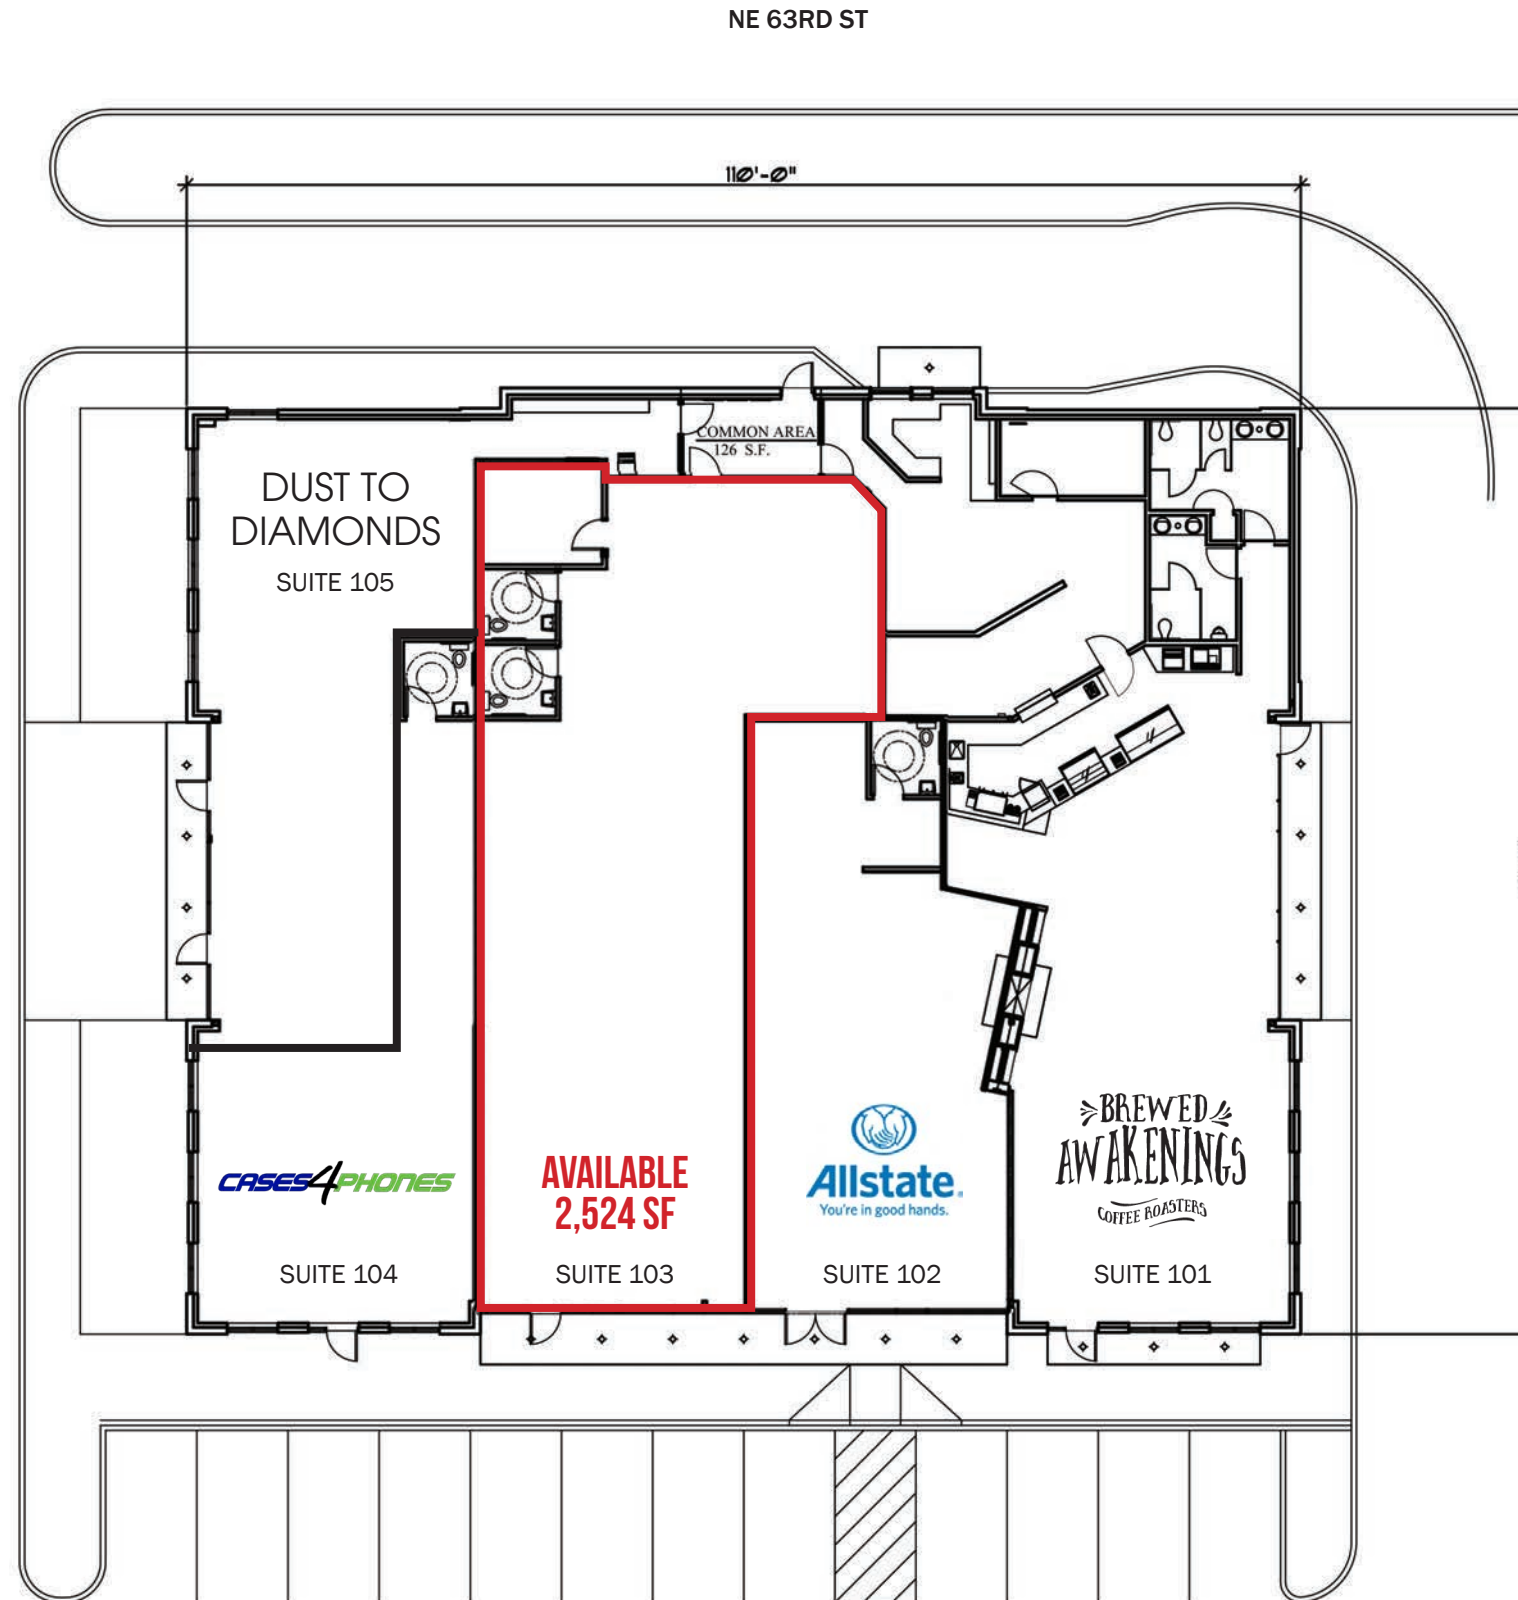 NE 63RD ST
110'-0"
COMMON AREA
126 S.F.
DUST TO
DIAMONDS
SUITE 105
CASES4PHONES
SUITE 104
AVAILABLE
2,524 SF
SUITE 103
Allstate.
You're in good hands.
SUITE 102
BREWED
AWAKENINGS
COFFEE ROASTERS
SUITE 101